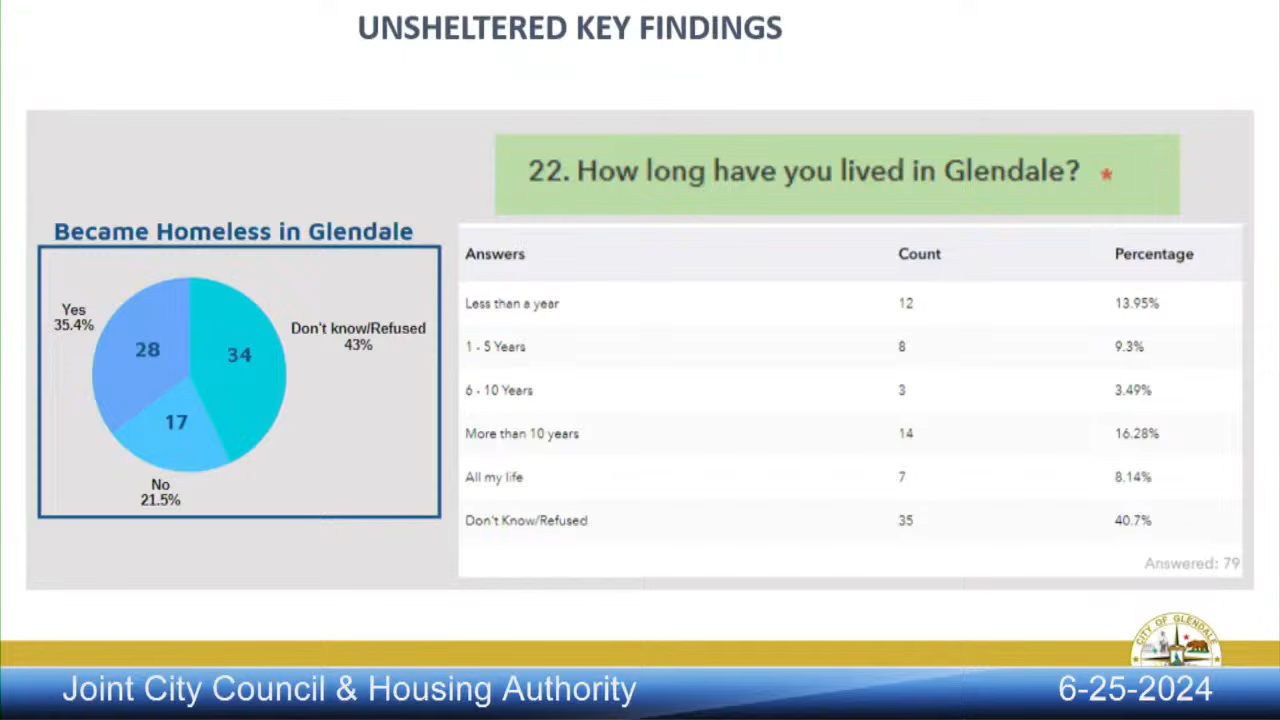 UNSHELTERED KEY FINDINGS
22. How long have you lived in Glendale? *
Became Homeless in Glendale
Yes
35.4%
28
34
Don't know/Refused
43%
17
No
21.5%
Answers Count Percentage
Less than a year 12 13.95%
1 - 5 Years 8 9.3%
6 - 10 Years 3 3.49%
More than 10 years 14 16.28%
All my life 7 8.14%
Don't Know/Refused 35 40.7%
Answered: 79
CITY OF GLENDALE
Joint City Council & Housing Authority
6-25-2024